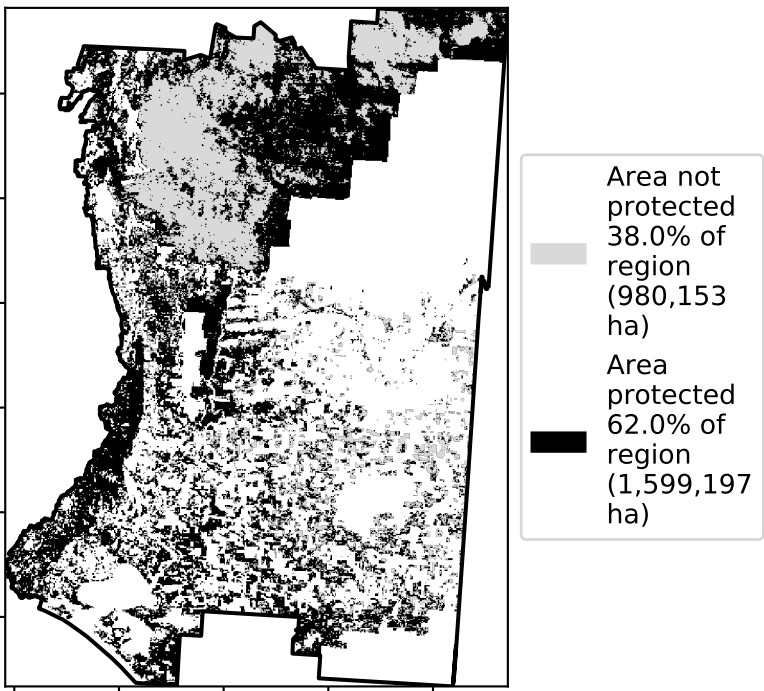 Area not
protected
38.0% of
region
(980,153
ha)
Area
protected
62.0% of
region
(1,599,197
ha)